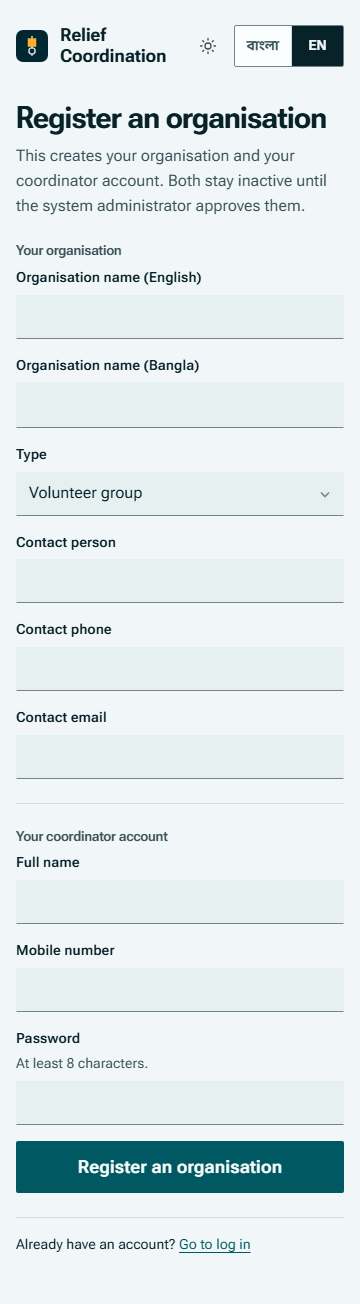 Relief
Coordination
বাংলা
EN
Register an organisation
This creates your organisation and your
coordinator account. Both stay inactive until
the system administrator approves them.
Your organisation
Organisation name (English)
Organisation name (Bangla)
Type
Volunteer group
Contact person
Contact phone
Contact email
Your coordinator account
Full name
Mobile number
Password
At least 8 characters.
Register an organisation
Already have an account? Go to log in